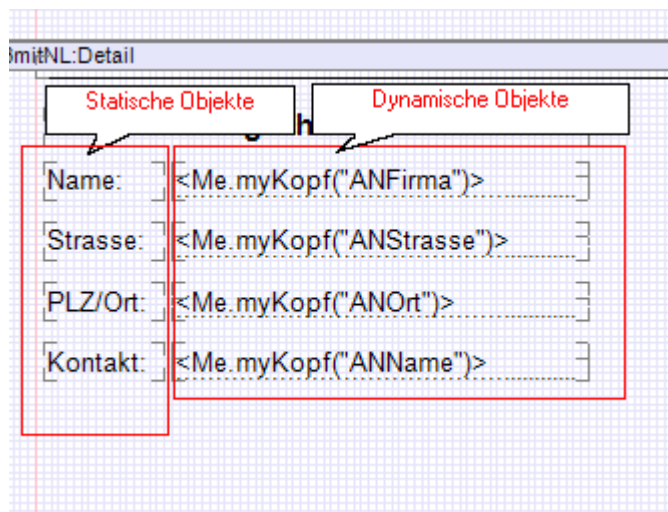 mitNL:Detail
Statische Objekte
Dynamische Objekte
Name: <Me.myKopf("ANFirma")>
Strasse: <Me.myKopf("ANStrasse")>
PLZ/Ort: <Me.myKopf("ANOrt")>
Kontakt: <Me.myKopf("ANName")>